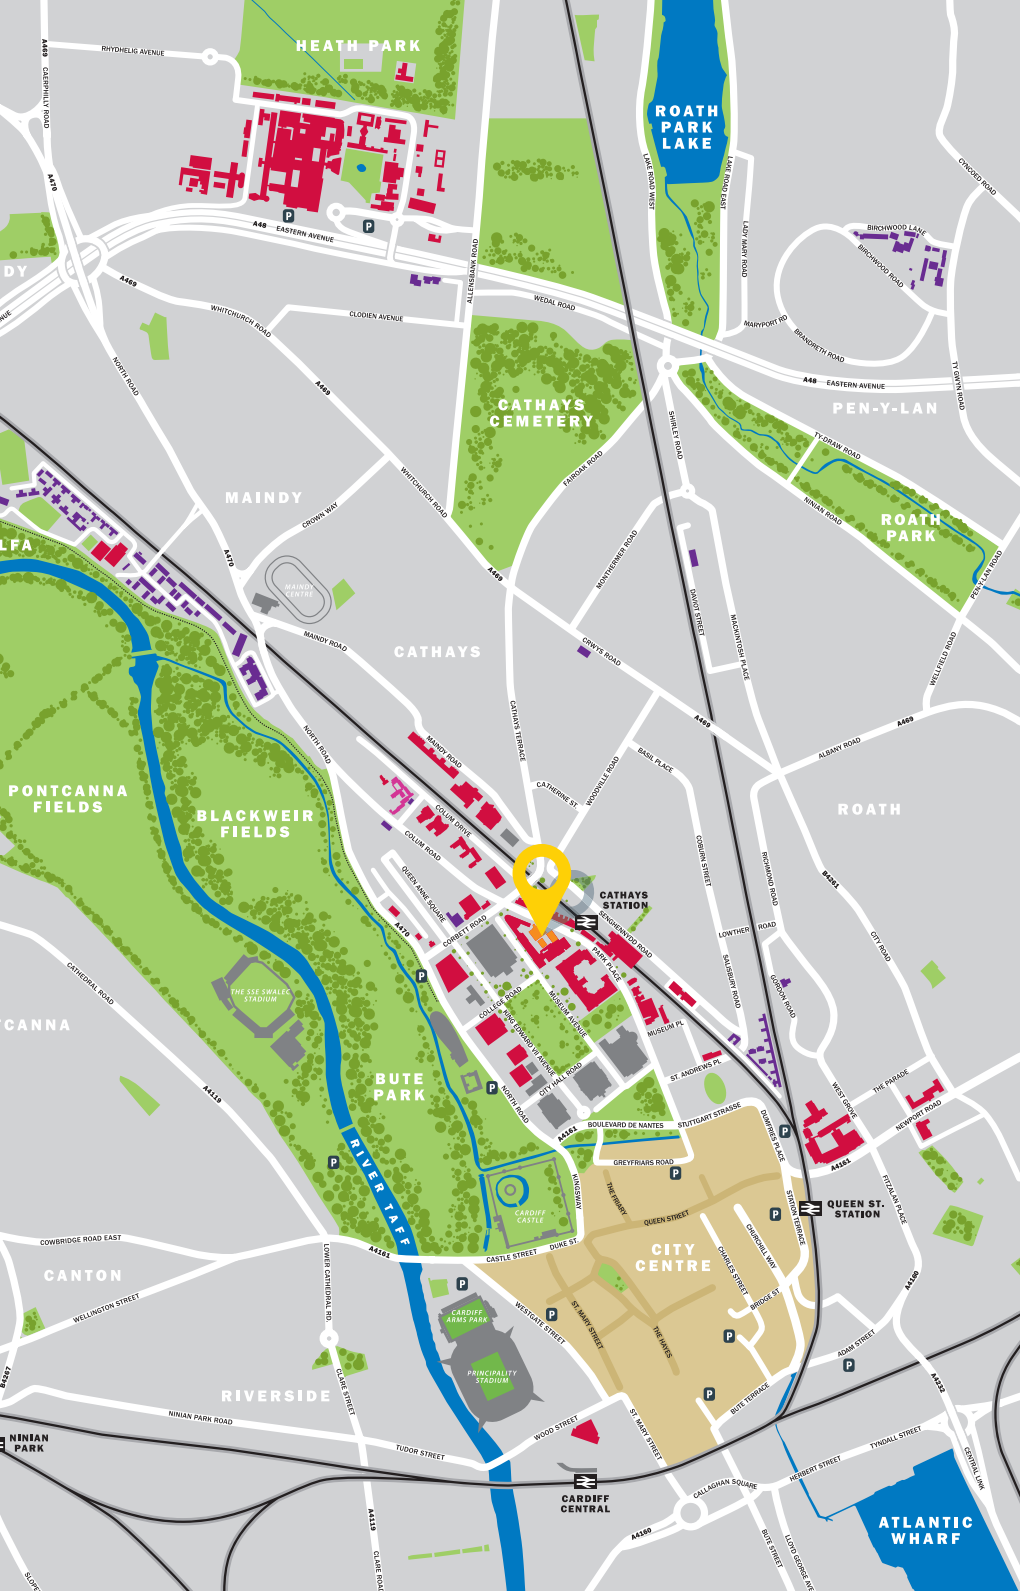 HEATH PARK
RHYDHELIG AVENUE
A469
CAERPHILLY ROAD
A470
ROATH
PARK
LAKE
LAKE ROAD WEST
LAKE ROAD EAST
LADY MARY ROAD
CYNCOED ROAD
BIRCHWOOD LANE
BIRCHWOOD ROAD
P
P
A48
EASTERN AVENUE
ALLENSBANK ROAD
DY
NUE
A469
WHITCHURCH ROAD
CLODIEN AVENUE
WEDAL ROAD
MARYPORT RD
BRANDRETH ROAD
NORTH ROAD
A469
TY GWYN ROAD
A48
EASTERN AVENUE
PEN-Y-LAN
CATHAYS
CEMETERY
SHIRLEY ROAD
TY-DRAW ROAD
FAIROAK ROAD
WHITCHURCH ROAD
MAINDY
CROWN WAY
NINIAN ROAD
ROATH
PARK
LFA
A470
MAINDY
CENTRE
A469
MONTHERMER ROAD
PEN-Y-LAN ROAD
DAVIOT STREET
MACKINTOSH PLACE
MAINDY ROAD
CATHAYS
CRWYS ROAD
WELLFIELD ROAD
A469
A469
ALBANY ROAD
NORTH ROAD
CATHAYS TERRACE
MAINDY ROAD
BASIL PLACE
WOODVILLE ROAD
CATHERINE ST.
PONTCANNA
FIELDS
BLACKWEIR
FIELDS
ROATH
COLUM DRIVE
COLUM ROAD
COBURN STREET
RICHMOND ROAD
B4261
QUEEN ANNE SQUARE
CATHAYS
STATION
SENGHENNYDD ROAD
A470
CORBETT ROAD
LOWTHER ROAD
CITY ROAD
PARK PLACE
SALISBURY ROAD
GORDON ROAD
CATHEDRAL ROAD
THE SSE SWALEC
STADIUM
P
COLLEGE ROAD
MUSEUM AVENUE
KING EDWARD VII AVENUE
MUSEUM PL
TCANNA
BUTE
PARK
P
NORTH ROAD
CITY HALL ROAD
ST. ANDREWS PL
A4119
WEST GROVE
THE PARADE
NEWPORT ROAD
A4161
BOULEVARD DE NANTES
STUTTGART STRASSE
DUMFRIES PLACE
P
A4161
P
RIVER TAFF
GREYFRIARS ROAD
P
FITZALAN PLACE
KINGSWAY
THE FRIARY
CARDIFF
CASTLE
QUEEN STREET
P
STATION TERRACE
QUEEN ST.
STATION
COWBRIDGE ROAD EAST
A4161
CASTLE STREET
DUKE ST
CITY
CENTRE
CHURCHILL WAY
CHARLES STREET
CANTON
LOWER CATHEDRAL RD.
P
A4160
WELLINGTON STREET
BRIDGE ST
CARDIFF
ARMS PARK
WESTGATE STREET
P
ST. MARY STREET
THE HAYES
P
ADAM STREET
P
B4267
PRINCIPALITY
STADIUM
CLARE STREET
A4232
RIVERSIDE
P
BUTE TERRACE
NINIAN PARK ROAD
NINIAN
PARK
TUDOR STREET
WOOD STREET
ST. MARY STREET
TYNDALL STREET
HERBERT STREET
CENTRAL LINK
CALLAGHAN SQUARE
CARDIFF
CENTRAL
A4119
CLARE ROAD
A4160
BUTE STREET
LLOYD GEORGE AVE
ATLANTIC
WHARF
SLOPE